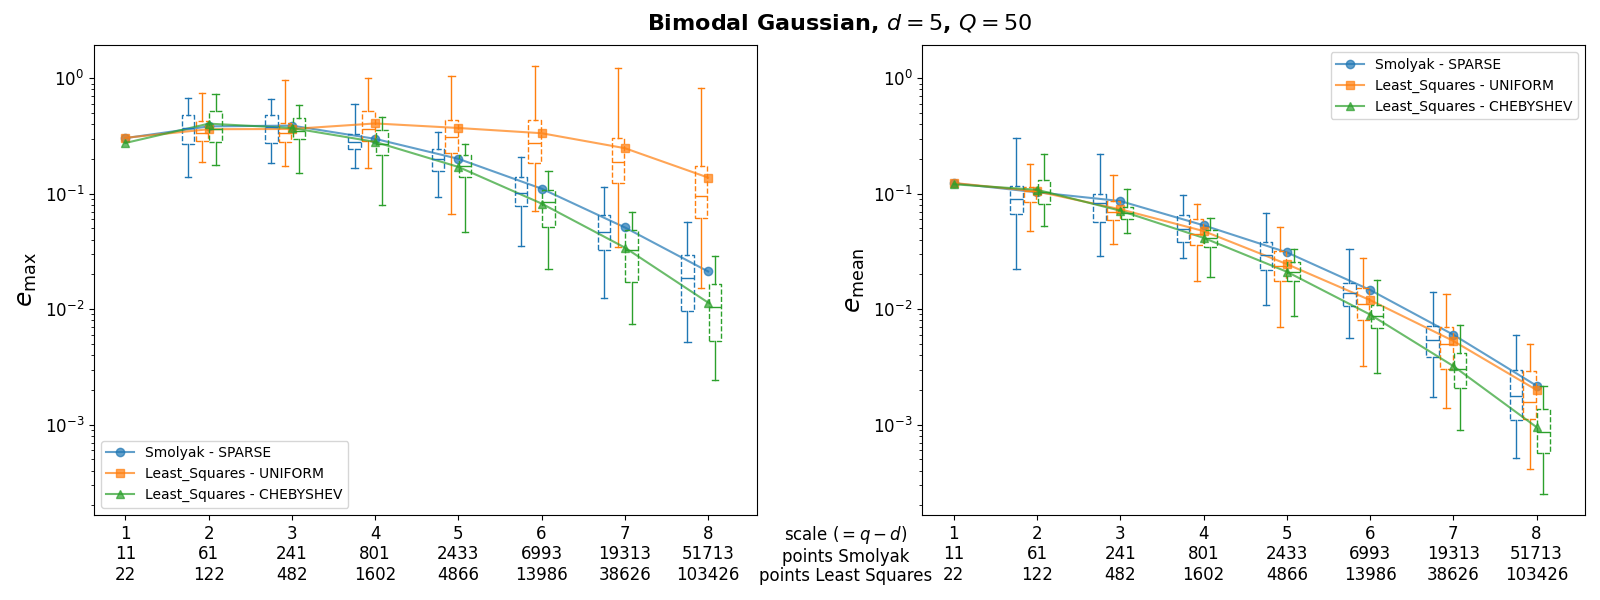 Bimodal Gaussian, d = 5, Q = 50
10^0
10^-1
10^-2
10^-3
e_max
Smolyak - SPARSE
Least_Squares - UNIFORM
Least_Squares - CHEBYSHEV
1 2 3 4 5 6 7 8
11 61 241 801 2433 6993 19313 51713
22 122 482 1602 4866 13986 38626 103426
scale (= q − d)
points Smolyak
points Least Squares
10^0
10^-1
10^-2
10^-3
e_mean
Smolyak - SPARSE
Least_Squares - UNIFORM
Least_Squares - CHEBYSHEV
1 2 3 4 5 6 7 8
11 61 241 801 2433 6993 19313 51713
22 122 482 1602 4866 13986 38626 103426